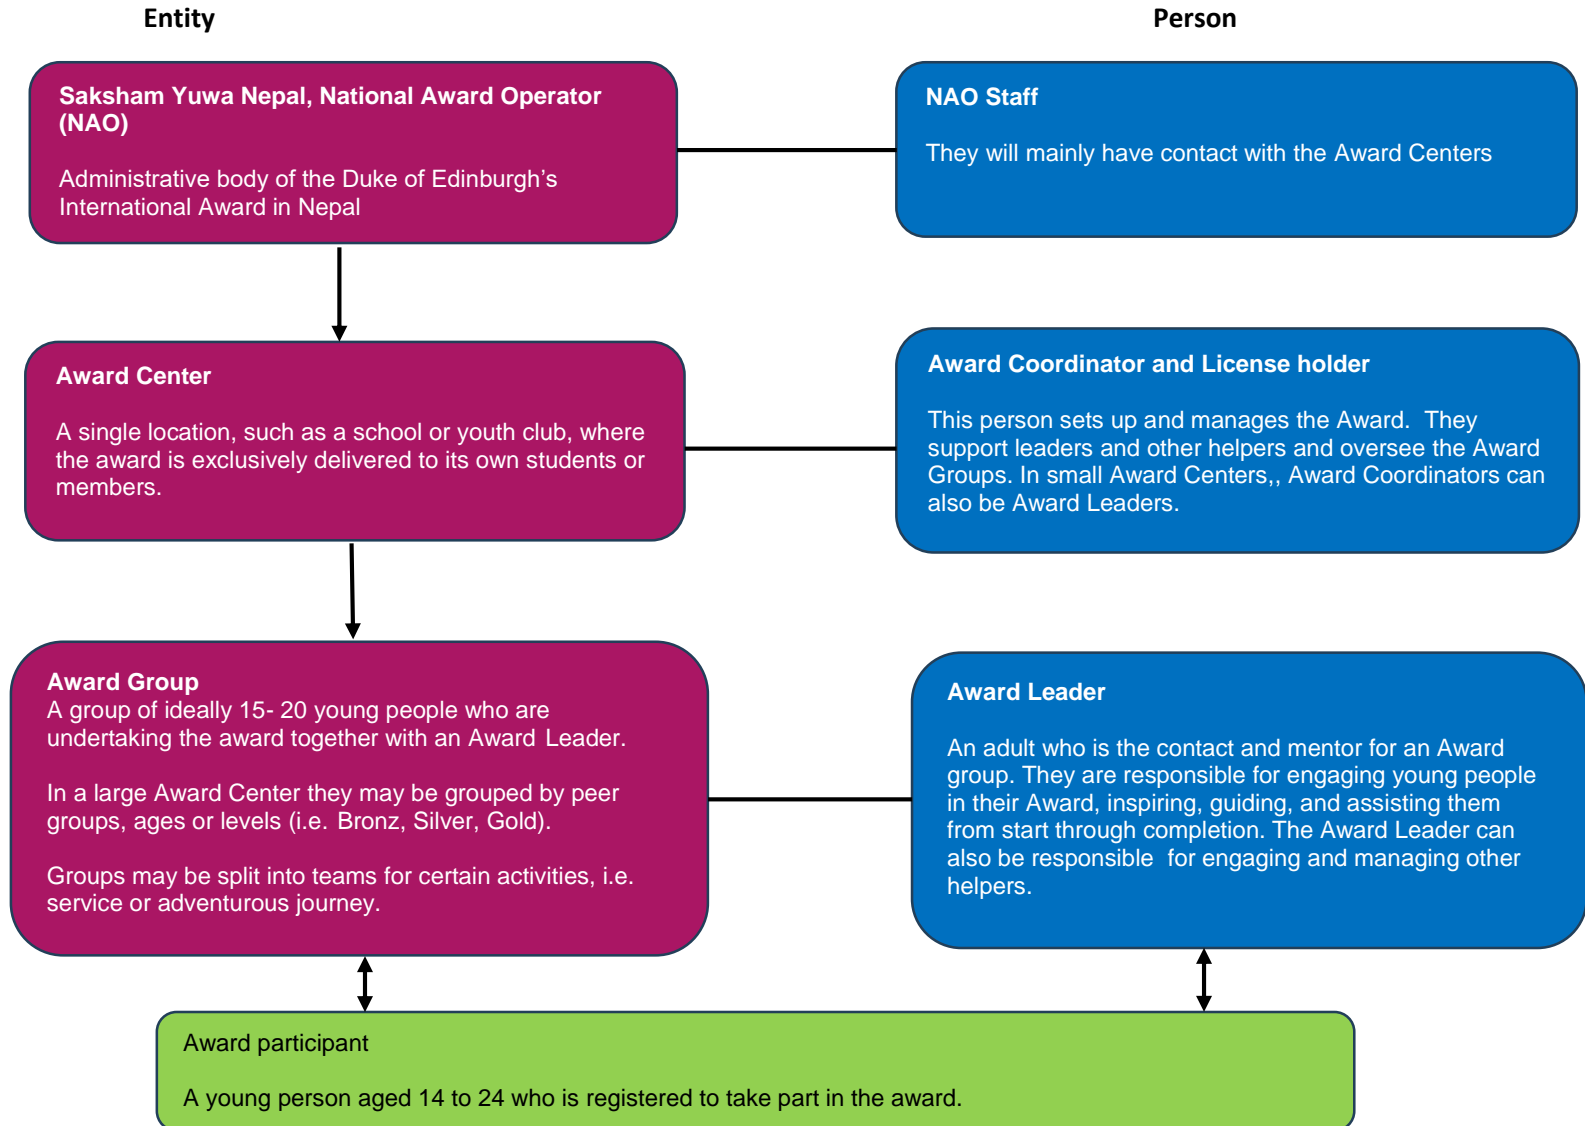 Entity
Person
Saksham Yuwa Nepal, National Award Operator
(NAO)
Administrative body of the Duke of Edinburgh’s
International Award in Nepal
NAO Staff
They will mainly have contact with the Award Centers
Award Center
A single location, such as a school or youth club, where
the award is exclusively delivered to its own students or
members.
Award Coordinator and License holder
This person sets up and manages the Award.  They
support leaders and other helpers and oversee the Award
Groups. In small Award Centers,, Award Coordinators can
also be Award Leaders.
Award Group
A group of ideally 15- 20 young people who are
undertaking the award together with an Award Leader.
In a large Award Center they may be grouped by peer
groups, ages or levels (i.e. Bronz, Silver, Gold).
Groups may be split into teams for certain activities, i.e.
service or adventurous journey.
Award Leader
An adult who is the contact and mentor for an Award
group. They are responsible for engaging young people
in their Award, inspiring, guiding, and assisting them
from start through completion. The Award Leader can
also be responsible  for engaging and managing other
helpers.
Award participant
A young person aged 14 to 24 who is registered to take part in the award.